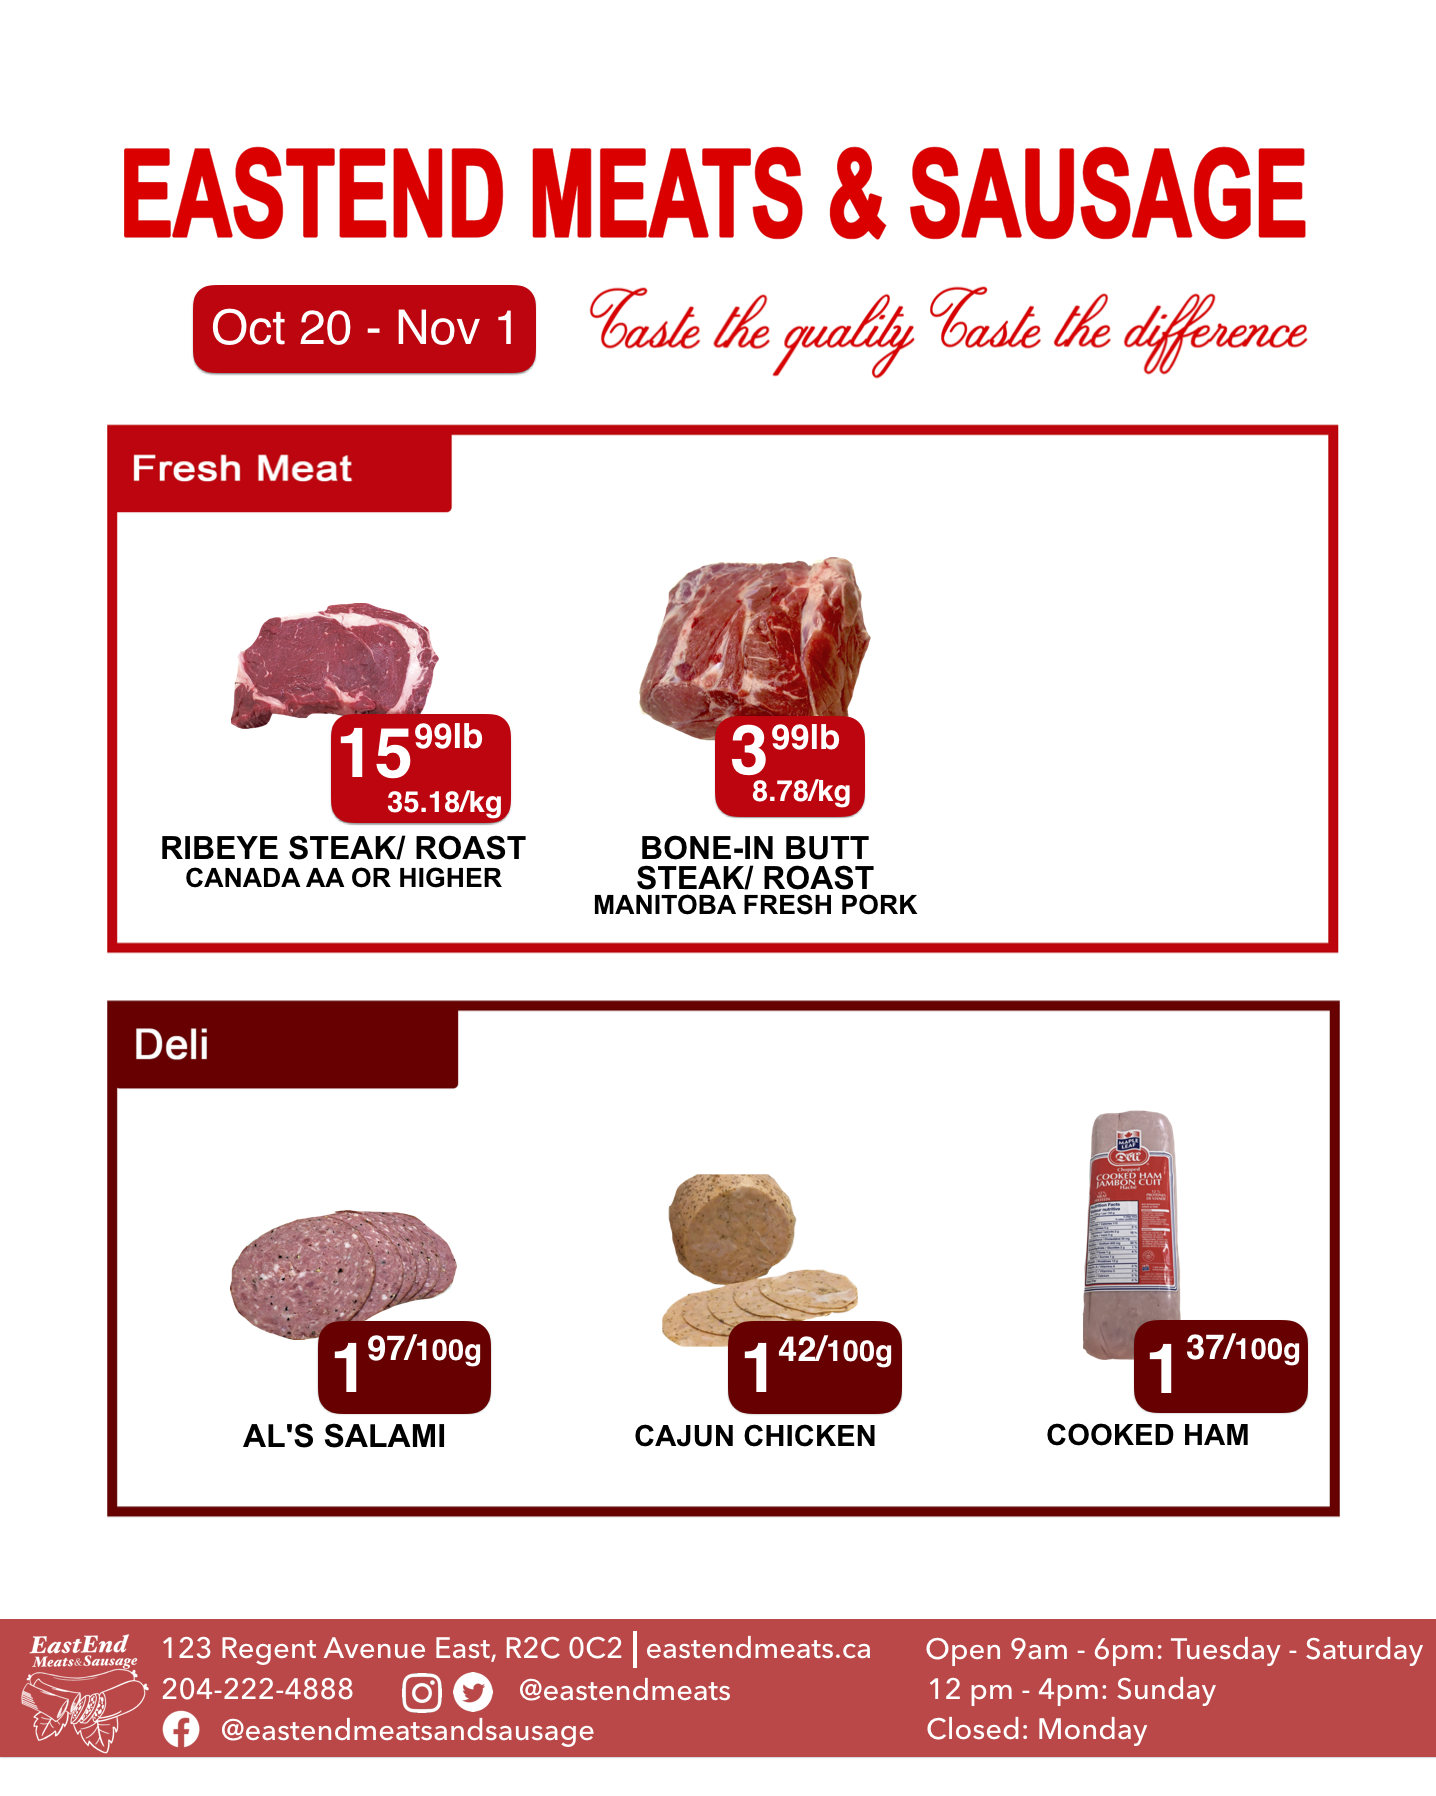 EASTEND MEATS & SAUSAGE
Oct 20 - Nov 1
Taste the quality Taste the difference
Fresh Meat
15 99lb
35.18/kg
RIBEYE STEAK/ ROAST
CANADA AA OR HIGHER
3 99lb
8.78/kg
BONE-IN BUTT
STEAK/ ROAST
MANITOBA FRESH PORK
Deli
1 97/100g
AL'S SALAMI
1 42/100g
CAJUN CHICKEN
MAPLE
LEAF
Deli
Chopped
COOKED HAM
JAMBON CUIT
Haché
1 37/100g
COOKED HAM
EastEnd
Meats&Sausage
123 Regent Avenue East, R2C 0C2 | eastendmeats.ca
204-222-4888 @eastendmeats
@eastendmeatsandsausage
Open 9am - 6pm: Tuesday - Saturday
12 pm - 4pm: Sunday
Closed: Monday